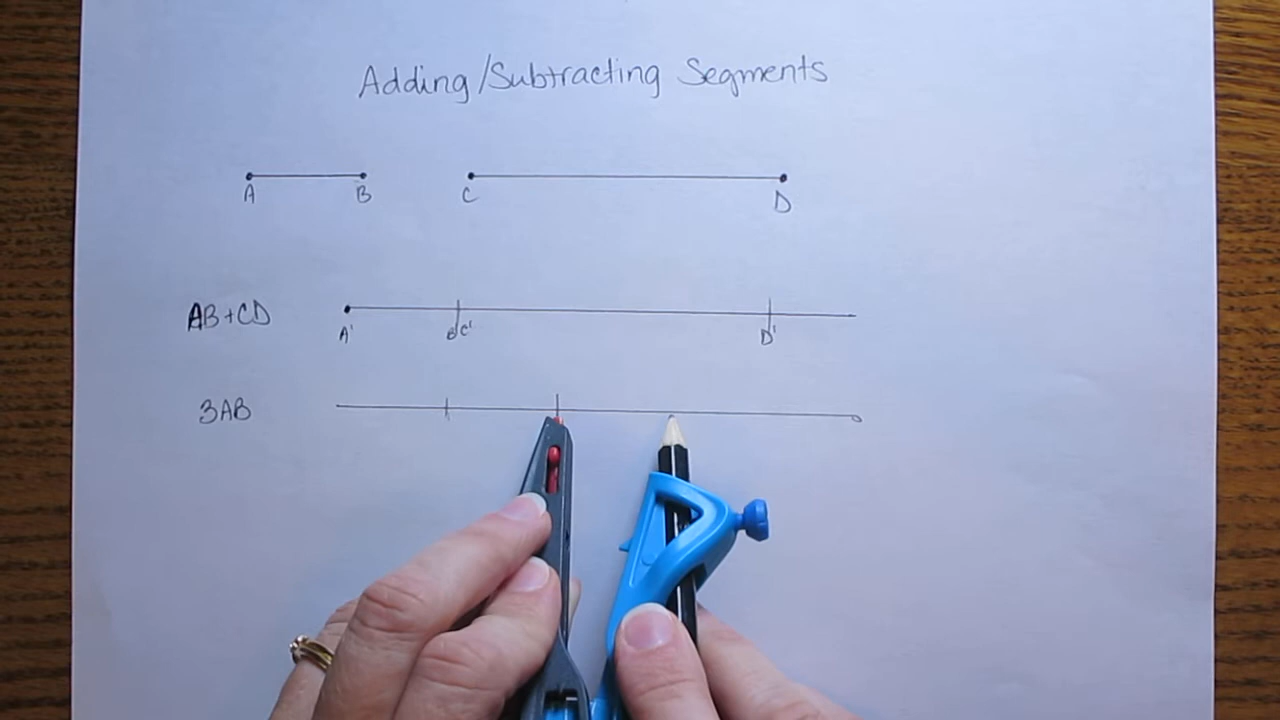 Adding/Subtracting Segments
A B C D
AB+CD
A' B' C' D'
3AB